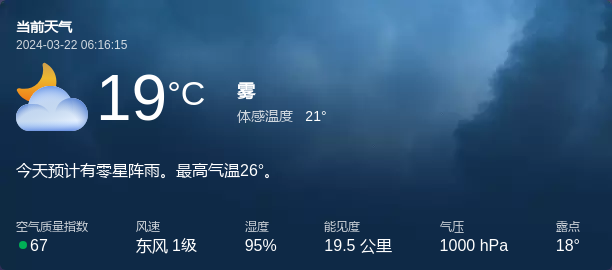 当前天气
2024-03-22 06:16:15
19°C
雾
体感温度 21°
今天预计有零星阵雨。最高气温26°。
空气质量指数 风速 湿度 能见度 气压 露点
67 东风 1级 95% 19.5 公里 1000 hPa 18°